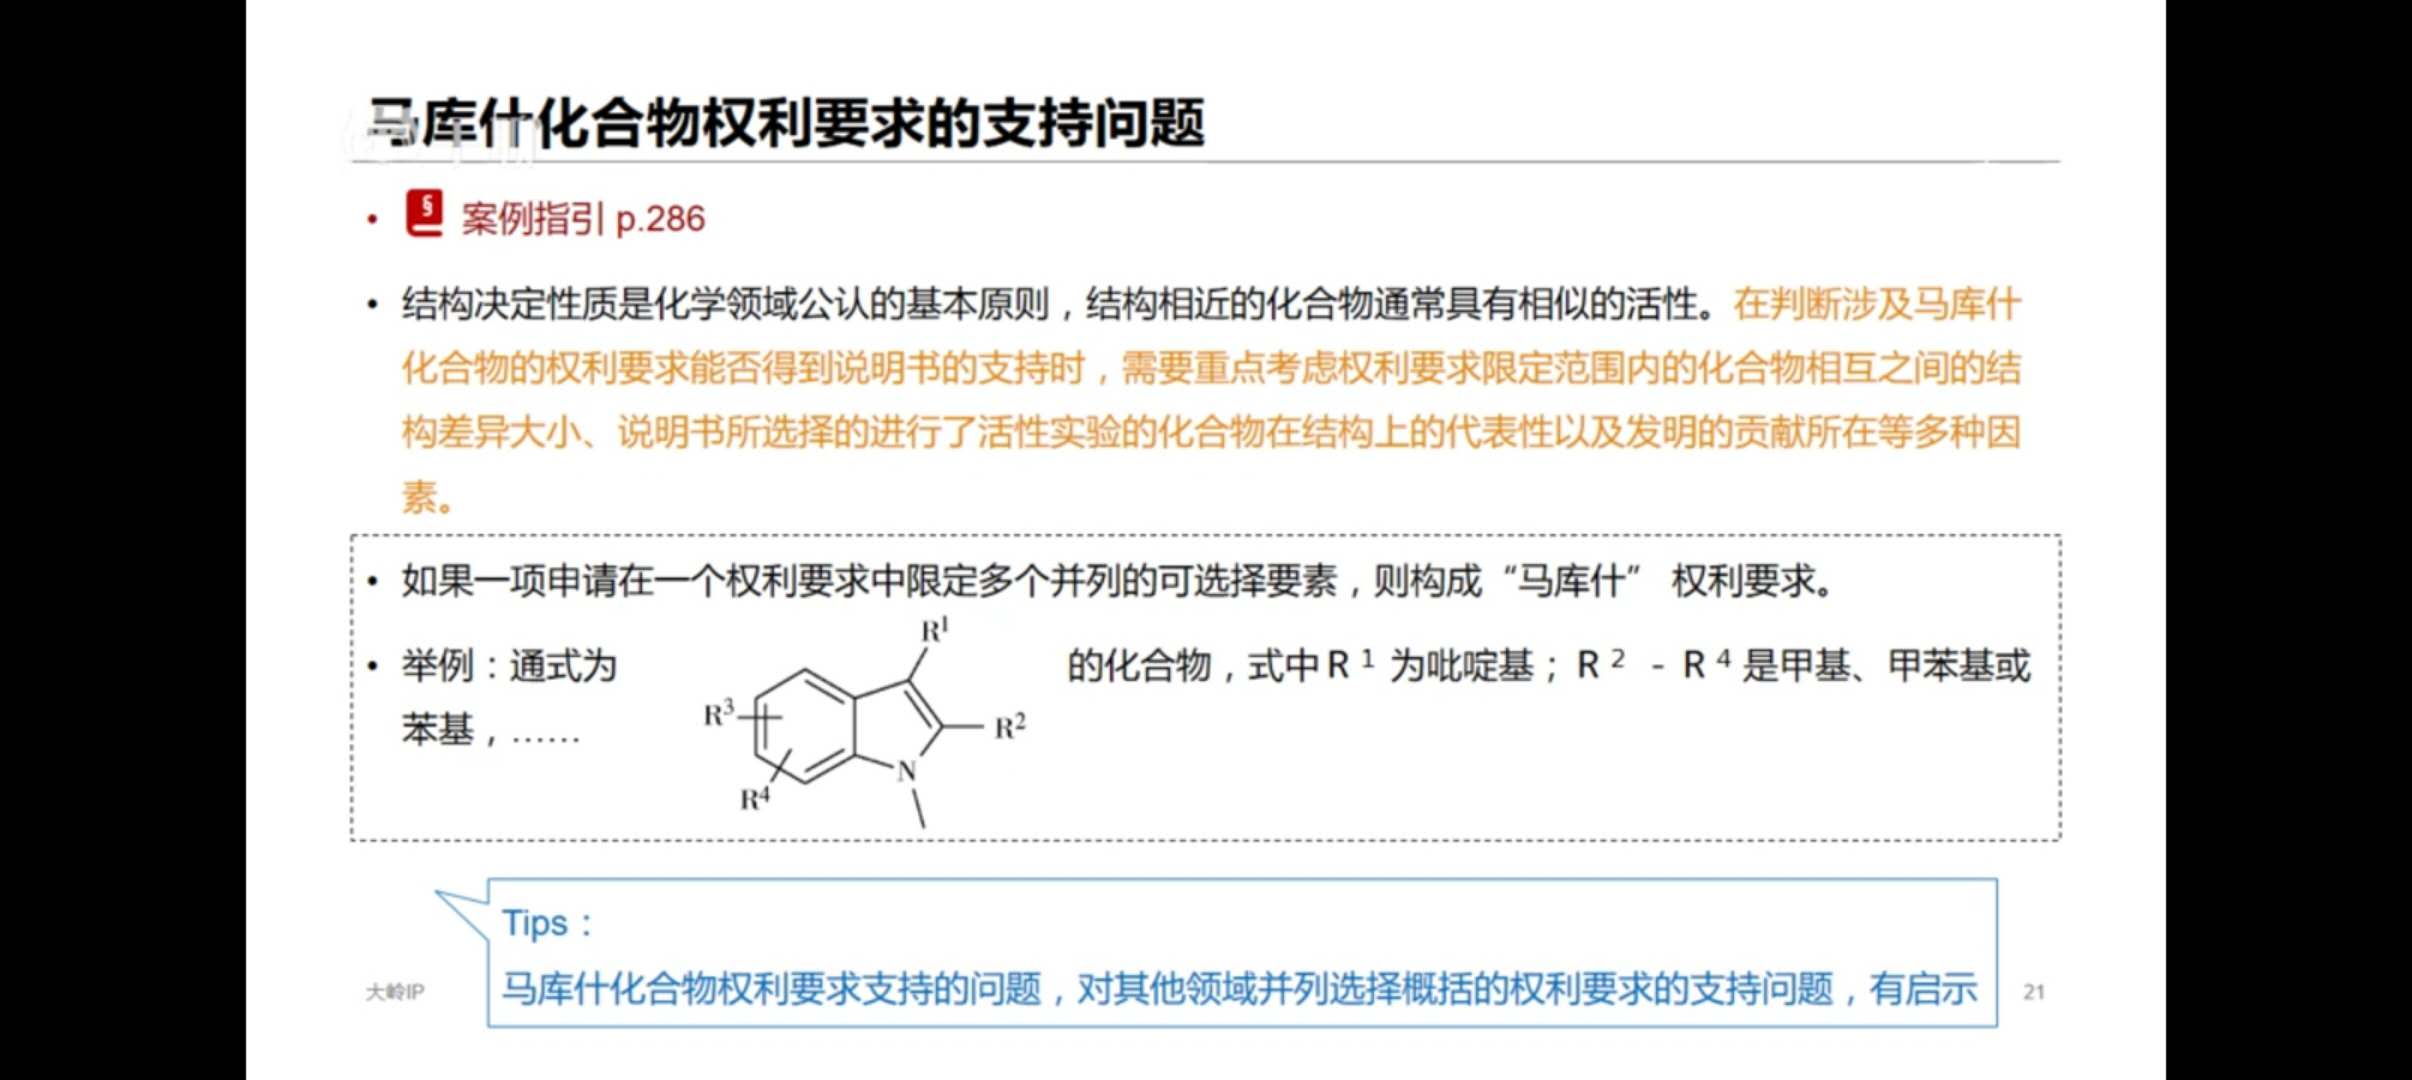 马库什化合物权利要求的支持问题
• § 案例指引 p.286
• 结构决定性质是化学领域公认的基本原则，结构相近的化合物通常具有相似的活性。在判断涉及马库什
化合物的权利要求能否得到说明书的支持时，需要重点考虑权利要求限定范围内的化合物相互之间的结
构差异大小、说明书所选择的进行了活性实验的化合物在结构上的代表性以及发明的贡献所在等多种因
素。
• 如果一项申请在一个权利要求中限定多个并列的可选择要素，则构成“马库什” 权利要求。
• 举例：通式为 的化合物，式中R ¹ 为吡啶基；R ² - R ⁴ 是甲基、甲苯基或
苯基，……
R¹
R³
R²
N
R⁴
Tips：
马库什化合物权利要求支持的问题，对其他领域并列选择概括的权利要求的支持问题，有启示
大岭IP
21